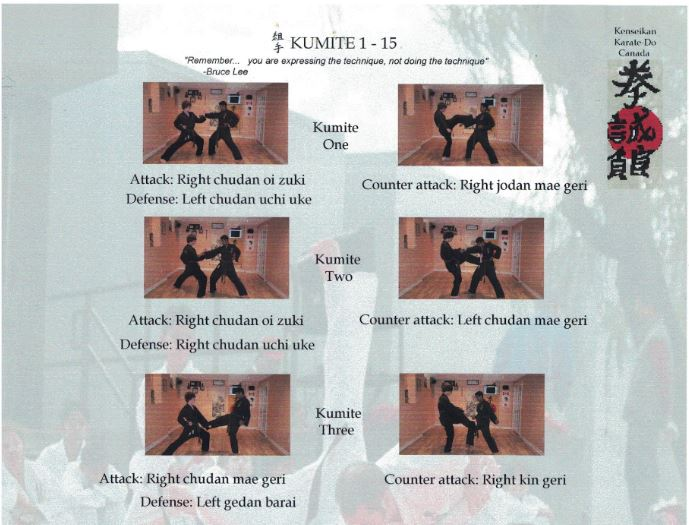 組手 KUMITE 1 - 15
"Remember... you are expressing the technique, not doing the technique"
-Bruce Lee
Kenseikan
Karate-Do
Canada
拳
誠
館
Kumite
One
Attack: Right chudan oi zuki
Defense: Left chudan uchi uke
Counter attack: Right jodan mae geri
Kumite
Two
Attack: Right chudan oi zuki
Defense: Right chudan uchi uke
Counter attack: Left chudan mae geri
Kumite
Three
Attack: Right chudan mae geri
Defense: Left gedan barai
Counter attack: Right kin geri